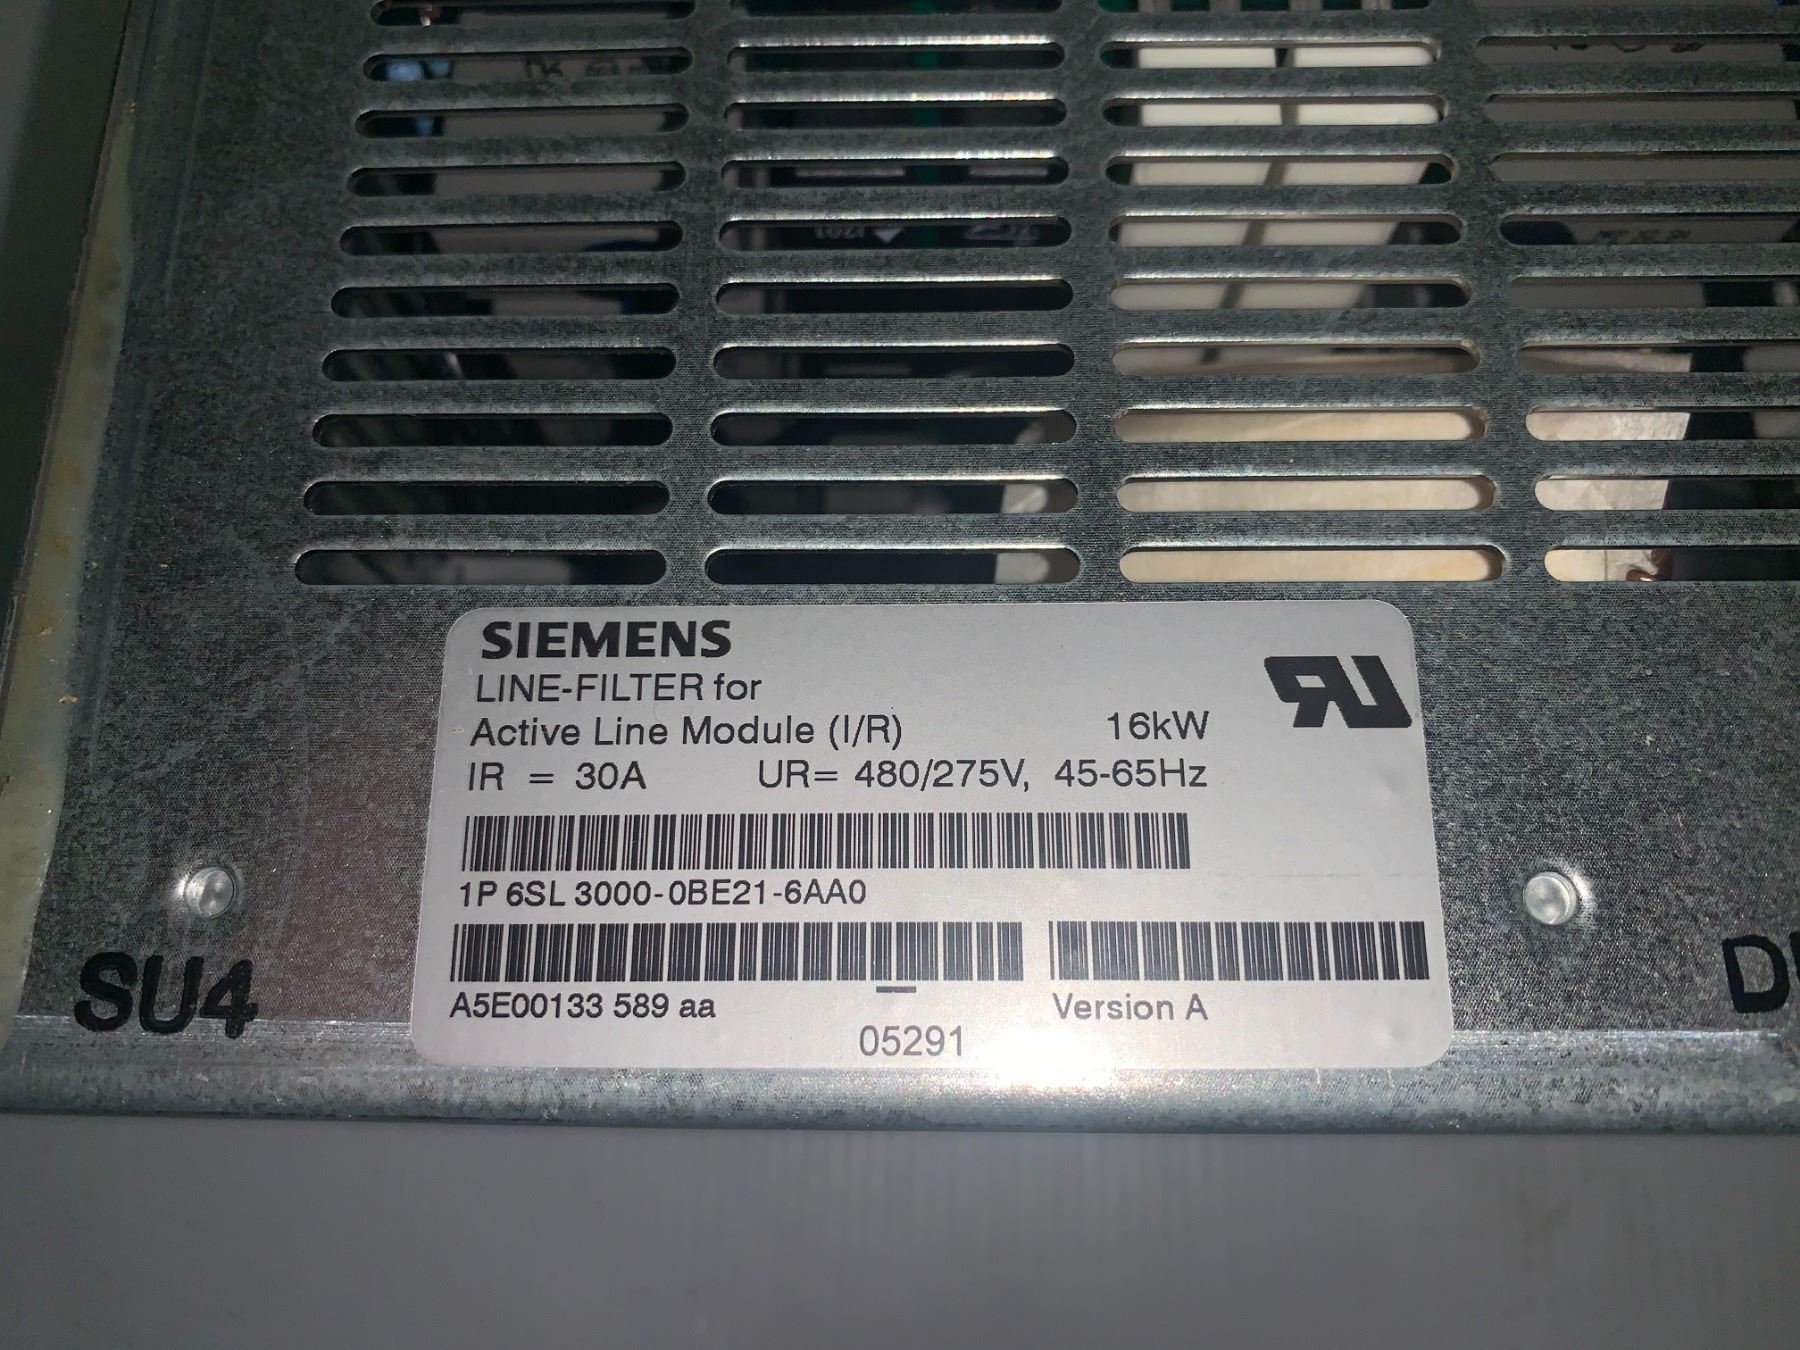 SIEMENS
LINE-FILTER for
Active Line Module (I/R) 16kW
IR = 30A UR= 480/275V, 45-65Hz
1P 6SL 3000-0BE21-6AA0
A5E00133 589 aa Version A
05291
SU4